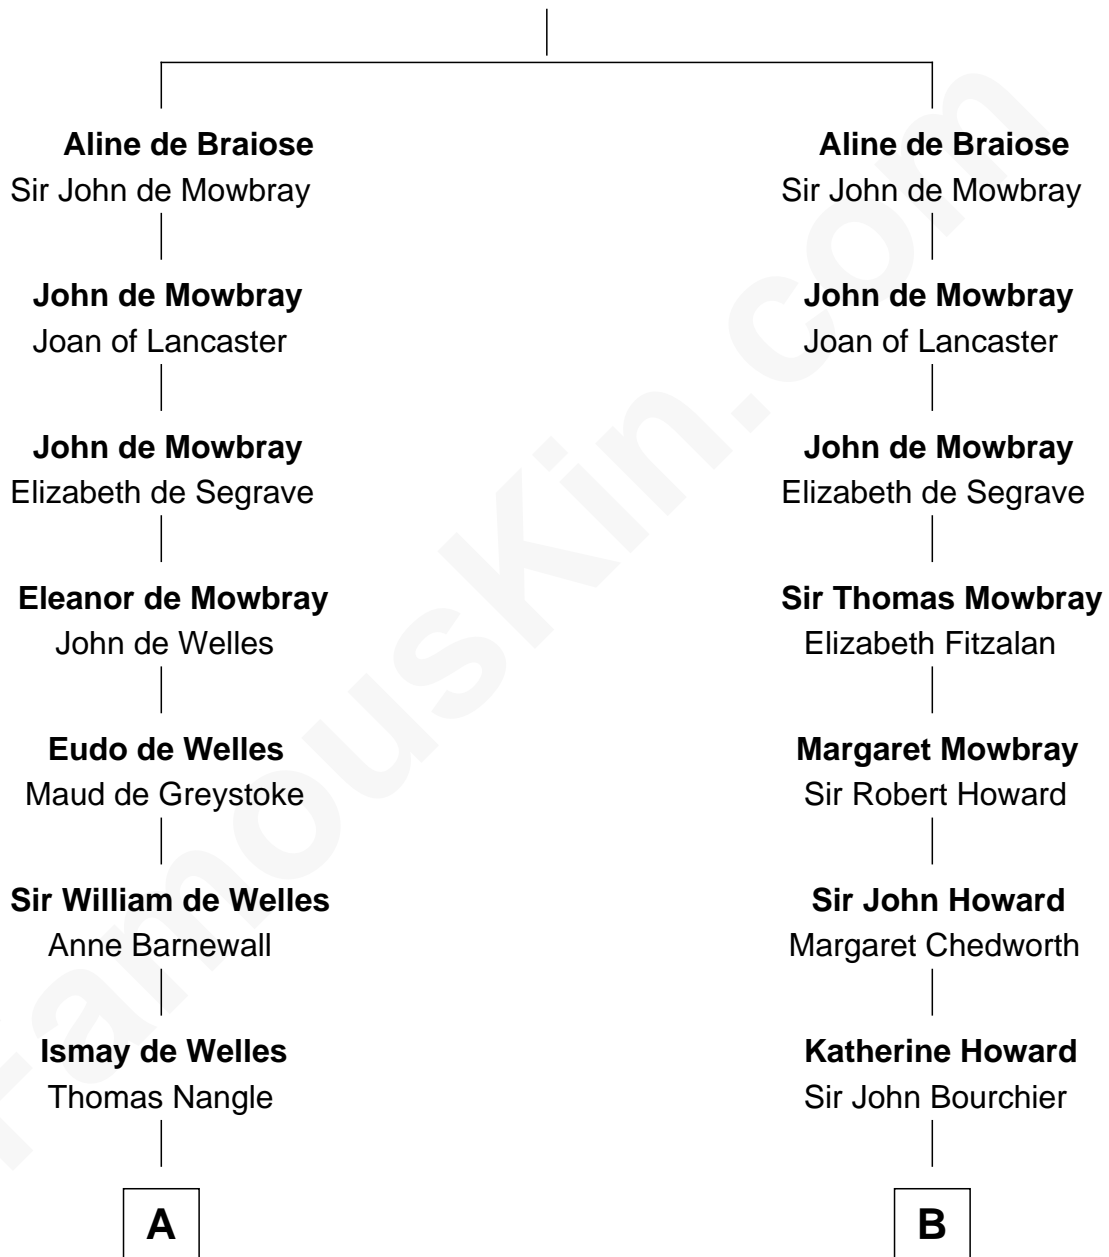 Aline de Braiose
Sir John de Mowbray
John de Mowbray
Joan of Lancaster
John de Mowbray
Elizabeth de Segrave
Eleanor de Mowbray
John de Welles
Eudo de Welles
Maud de Greystoke
Sir William de Welles
Anne Barnewall
Ismay de Welles
Thomas Nangle
A
Aline de Braiose
Sir John de Mowbray
John de Mowbray
Joan of Lancaster
John de Mowbray
Elizabeth de Segrave
Sir Thomas Mowbray
Elizabeth Fitzalan
Margaret Mowbray
Sir Robert Howard
Sir John Howard
Margaret Chedworth
Katherine Howard
Sir John Bourchier
B
FamousKin.com